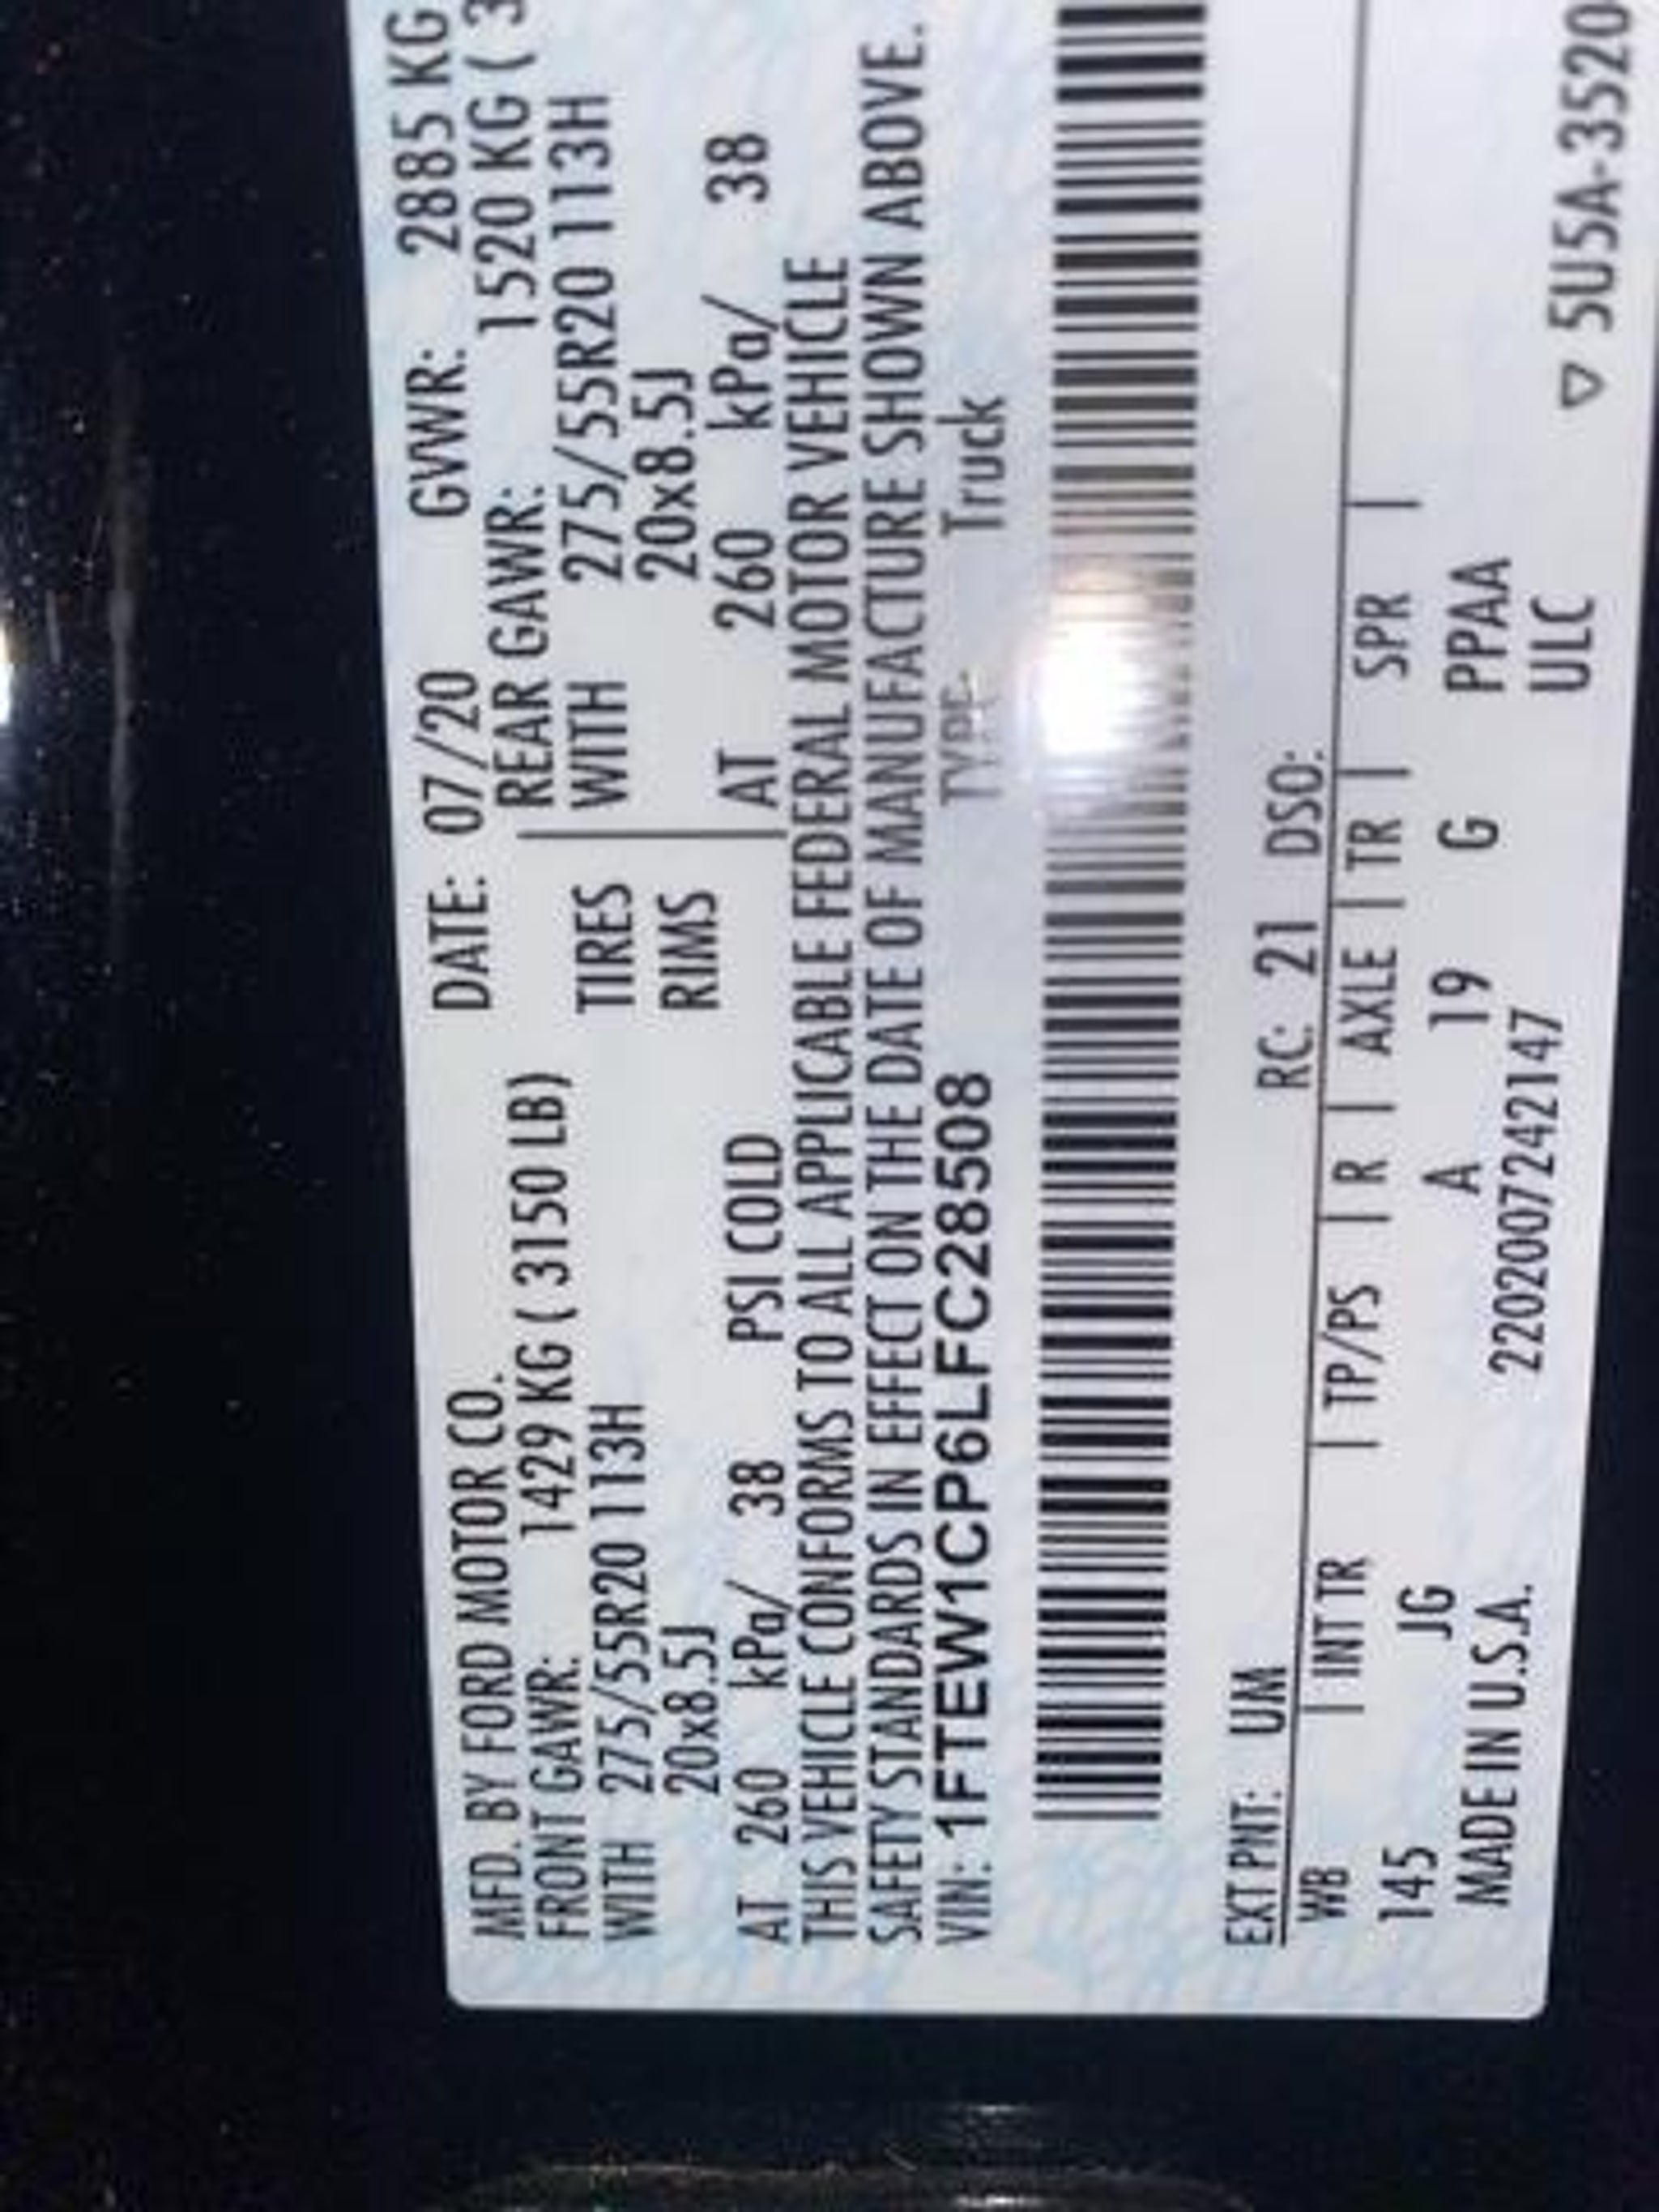 MFD. BY FORD MOTOR CO. DATE: 07/20 GVWR: 2885 KG
FRONT GAWR: 1429 KG ( 3150 LB) REAR GAWR: 1520 KG ( 3
WITH 275/55R20 113H TIRES WITH 275/55R20 113H
20x8.5J RIMS 20x8.5J
AT 260 kPa/ 38 PSI COLD AT 260 kPa/ 38
THIS VEHICLE CONFORMS TO ALL APPLICABLE FEDERAL MOTOR VEHICLE
SAFETY STANDARDS IN EFFECT ON THE DATE OF MANUFACTURE SHOWN ABOVE.
VIN: 1FTEW1CP6LFC28508 TYPE: Truck
EXT PNT: UM RC: 21 DSO:
WB | INT TR | TP/PS | R | AXLE | TR | SPR |
145 JG A 19 G PPAA
MADE IN U.S.A. 220200724214​7 ULC
▽ 5U5A-3520